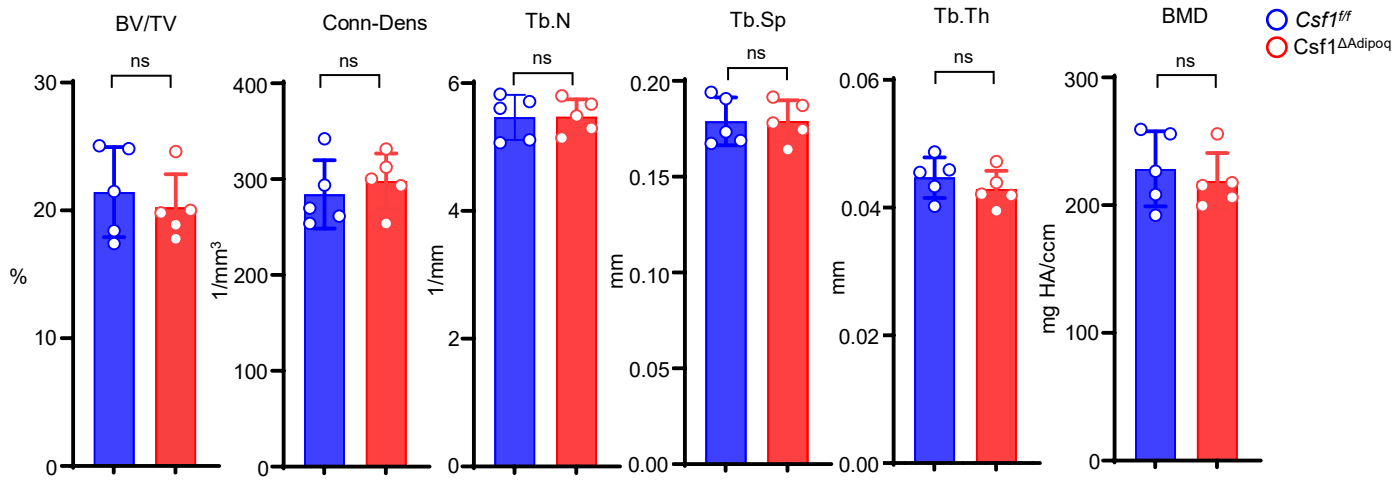 BV/TV
Conn-Dens
Tb.N
Tb.Sp
Tb.Th
BMD
Csf1f/f
Csf1ΔAdipoq
ns
ns
ns
ns
ns
ns
%
30
20
10
0
1/mm³
400
300
200
100
0
1/mm
6
4
2
0
mm
0.20
0.15
0.10
0.05
0.00
mm
0.06
0.04
0.02
0.00
mg HA/ccm
300
200
100
0